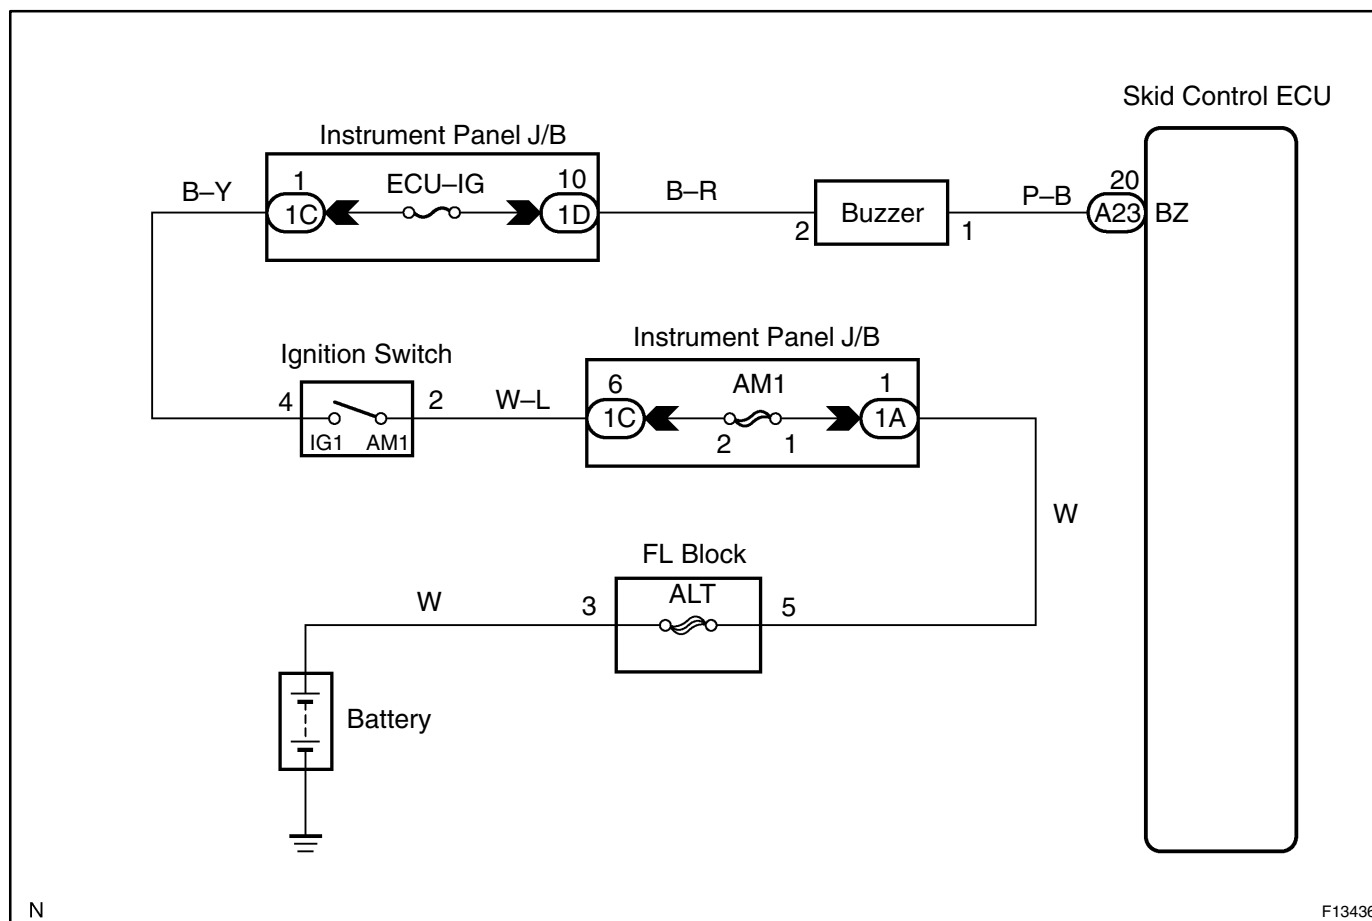 Skid Control ECU
Instrument Panel J/B
B–Y
1
1C
ECU–IG
10
1D
B–R
2
Buzzer
1
P–B
20
A23
BZ
Instrument Panel J/B
Ignition Switch
4
IG1
AM1
2
W–L
6
1C
AM1
2
1
1
1A
W
FL Block
ALT
W
3
5
Battery
N
F13436